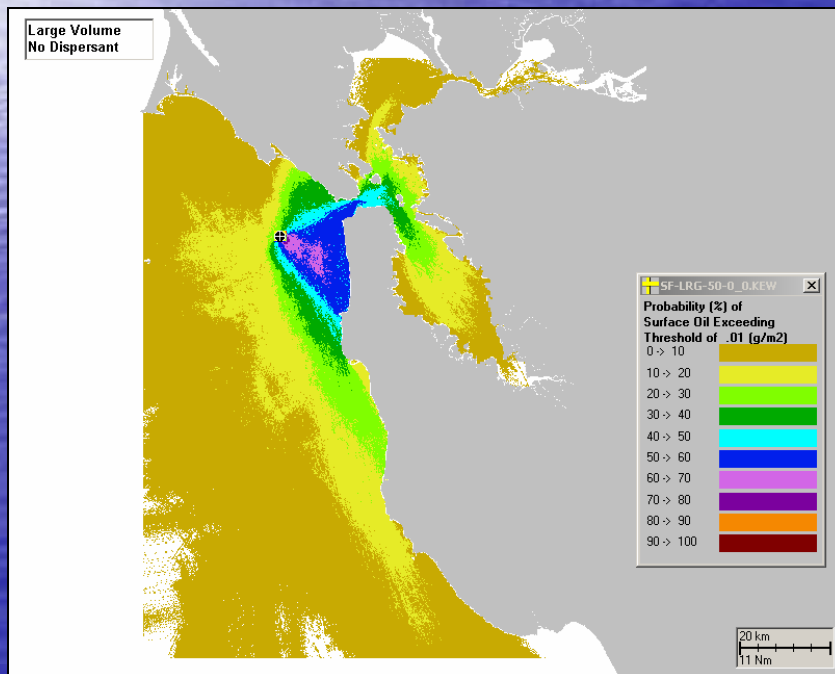 Large Volume
No Dispersant
SF-LRG-50-0_0.KEW
Probability (%) of
Surface Oil Exceeding
Threshold of .01 (g/m2)
0 -> 10
10 -> 20
20 -> 30
30 -> 40
40 -> 50
50 -> 60
60 -> 70
70 -> 80
80 -> 90
90 -> 100
20 km
11 Nm